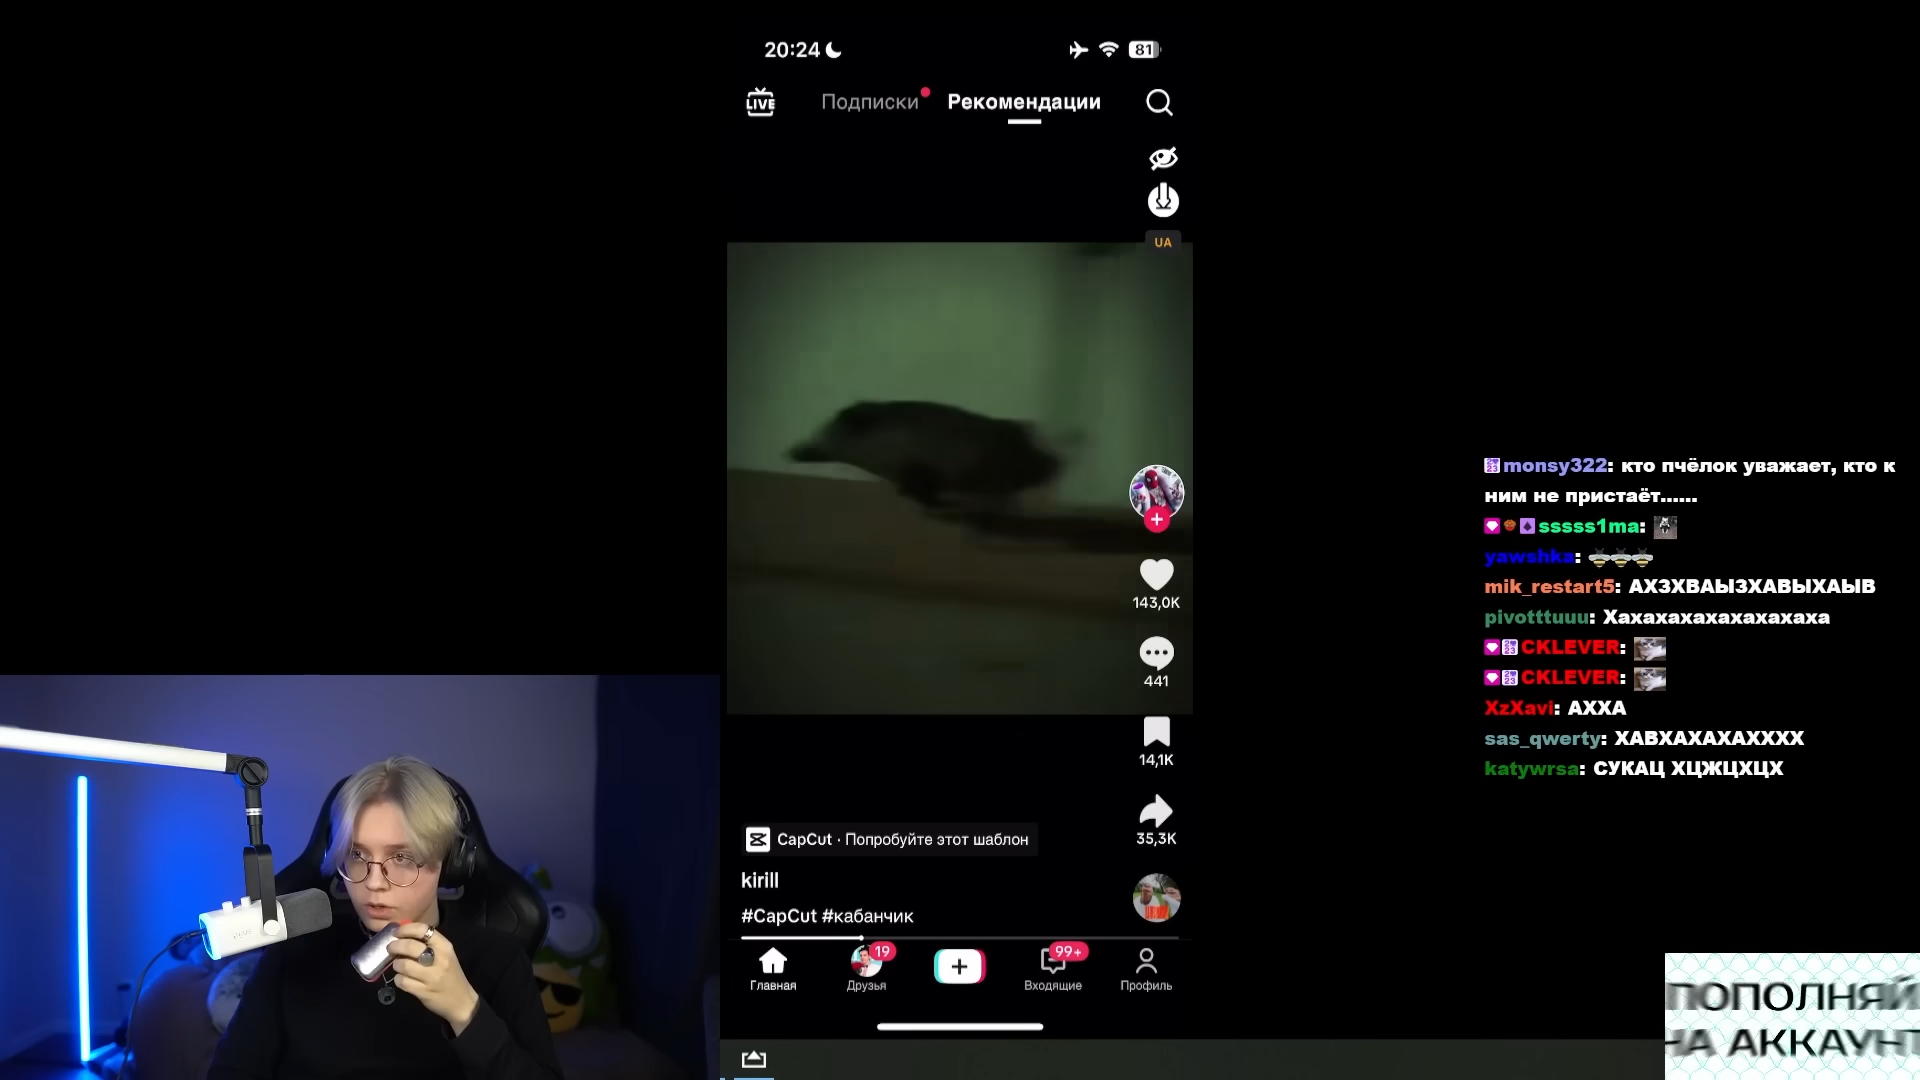 20:24
81
LIVE
Подписки
Рекомендации
UA
143,0K
441
14,1K
35,3K
CapCut · Попробуйте этот шаблон
kirill
#CapCut #кабанчик
19
99+
Главная
Друзья
Входящие
Профиль
monsy322: кто пчёлок уважает, кто к
ним не пристаёт......
sssss1ma:
yawshka:
mik_restart5: АХЗХВАЫЗХАВЫХАЫВ
pivotttuuu: Хахахахахахахахаха
CKLEVER:
CKLEVER:
XzXavi: АХХА
sas_qwerty: ХАВХАХАХАХХХХ
katywrsa: СУКАЦ ХЦЖЦХЦХ
ПОПОЛНЯЙ
НА АККАУНТ